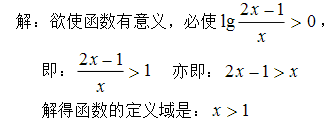 解：欲使函数有意义，必使 lg (2x-1)/x > 0，
即：(2x-1)/x > 1 亦即：2x-1>x
解得函数的定义域是：x>1